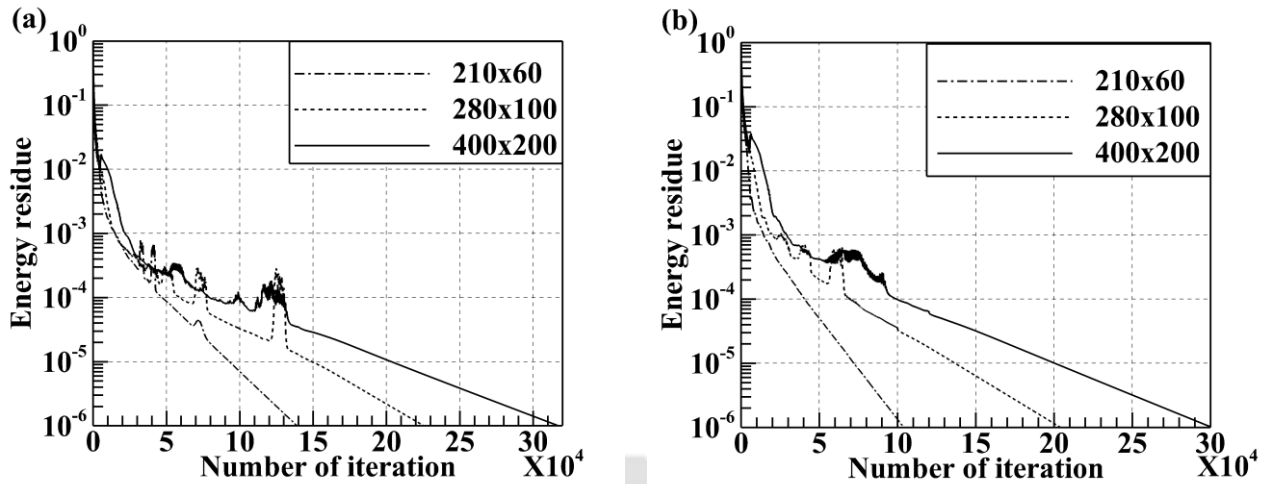 (a)
10^0
10^-1
10^-2
10^-3
10^-4
10^-5
10^-6
Energy residue
210x60
280x100
400x200
0 5 10 15 20 25 30
Number of iteration
X10^4
(b)
10^0
10^-1
10^-2
10^-3
10^-4
10^-5
10^-6
Energy residue
210x60
280x100
400x200
0 5 10 15 20 25 30
Number of iteration
X10^4